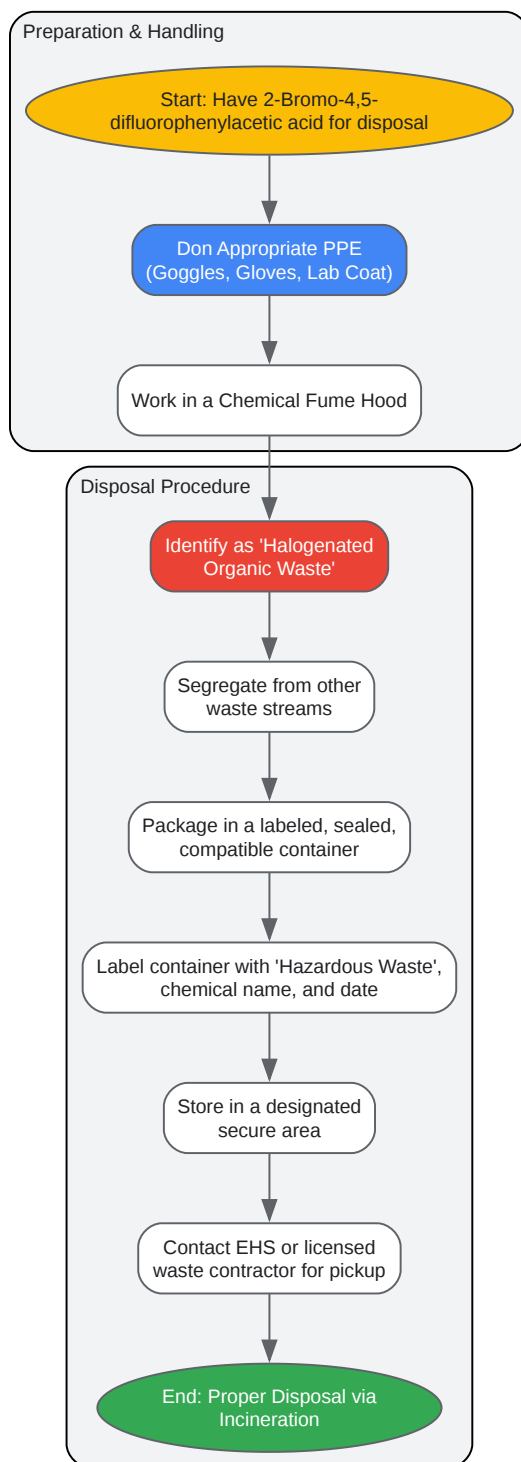 Preparation & Handling
Start: Have 2-Bromo-4,5-
difluorophenylacetic acid for disposal
Don Appropriate PPE
(Goggles, Gloves, Lab Coat)
Work in a Chemical Fume Hood
Disposal Procedure
Identify as 'Halogenated
Organic Waste'
Segregate from other
waste streams
Package in a labeled, sealed,
compatible container
Label container with 'Hazardous Waste',
chemical name, and date
Store in a designated
secure area
Contact EHS or licensed
waste contractor for pickup
End: Proper Disposal via
Incineration